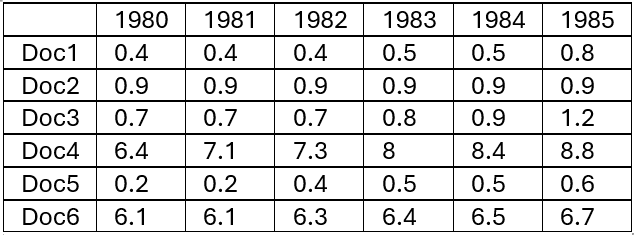 1980 1981 1982 1983 1984 1985
Doc1 0.4 0.4 0.4 0.5 0.5 0.8
Doc2 0.9 0.9 0.9 0.9 0.9 0.9
Doc3 0.7 0.7 0.7 0.8 0.9 1.2
Doc4 6.4 7.1 7.3 8 8.4 8.8
Doc5 0.2 0.2 0.4 0.5 0.5 0.6
Doc6 6.1 6.1 6.3 6.4 6.5 6.7